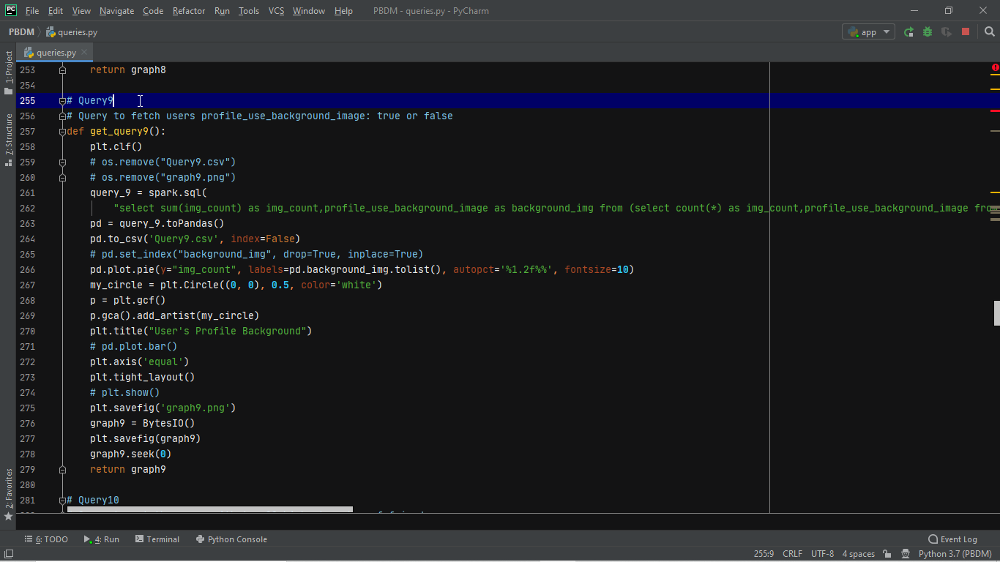 File Edit View Navigate Code Refactor Run Tools VCS Window Help PBDM - queries.py - PyCharm
PBDM queries.py app
queries.py
1: Project
7: Structure
2: Favorites
253 return graph8
254
255 # Query9
256 # Query to fetch users profile_use_background_image: true or false
257 def get_query9():
258 plt.clf()
259 # os.remove("Query9.csv")
260 # os.remove("graph9.png")
261 query_9 = spark.sql(
262 "select sum(img_count) as img_count,profile_use_background_image as background_img from (select count(*) as img_count,profile_use_background_image from
263 pd = query_9.toPandas()
264 pd.to_csv('Query9.csv', index=False)
265 # pd.set_index("background_img", drop=True, inplace=True)
266 pd.plot.pie(y="img_count", labels=pd.background_img.tolist(), autopct='%1.2f%%', fontsize=10)
267 my_circle = plt.Circle((0, 0), 0.5, color='white')
268 p = plt.gcf()
269 p.gca().add_artist(my_circle)
270 plt.title("User's Profile Background")
271 # pd.plot.bar()
272 plt.axis('equal')
273 plt.tight_layout()
274 # plt.show()
275 plt.savefig('graph9.png')
276 graph9 = BytesIO()
277 plt.savefig(graph9)
278 graph9.seek(0)
279 return graph9
280
281 # Query10
6: TODO 4: Run Terminal Python Console Event Log
255:9 CRLF UTF-8 4 spaces Python 3.7 (PBDM)